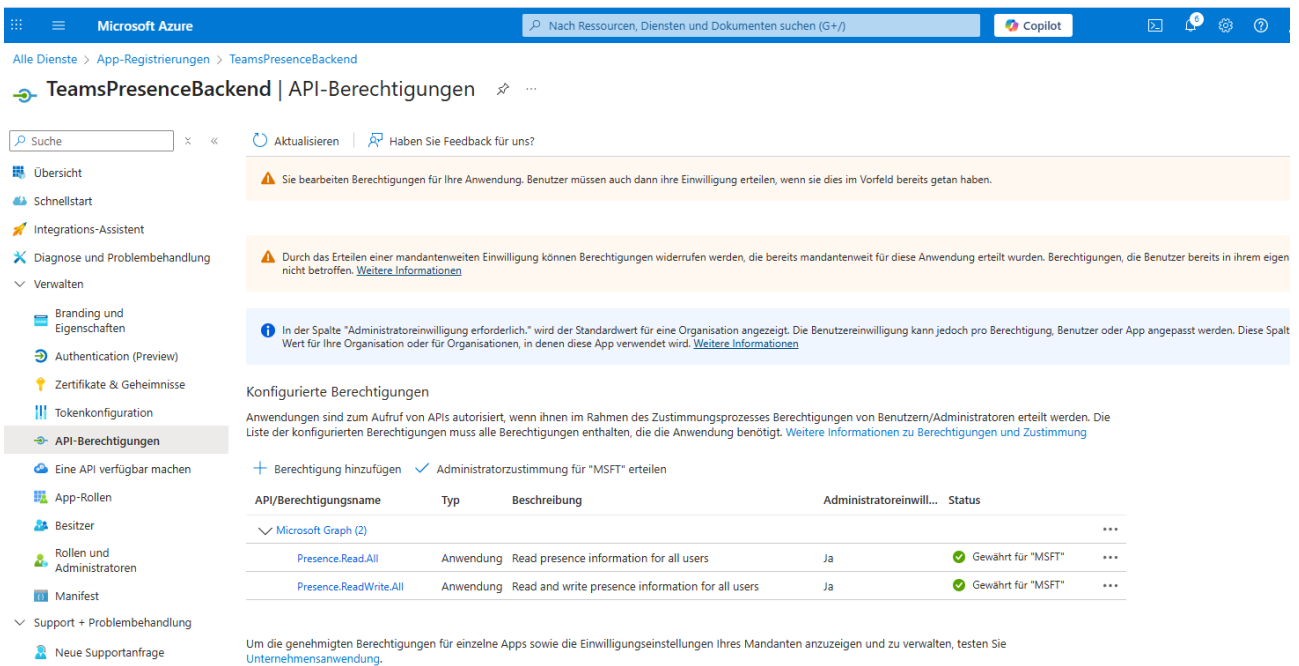 Microsoft Azure
Nach Ressourcen, Diensten und Dokumenten suchen (G+/)
Copilot
6
Alle Dienste > App-Registrierungen > TeamsPresenceBackend
TeamsPresenceBackend | API-Berechtigungen
Suche
Aktualisieren
Haben Sie Feedback für uns?
Übersicht
Schnellstart
Integrations-Assistent
Diagnose und Problembehandlung
Verwalten
Branding und
Eigenschaften
Authentication (Preview)
Zertifikate & Geheimnisse
Tokenkonfiguration
API-Berechtigungen
Eine API verfügbar machen
App-Rollen
Besitzer
Rollen und
Administratoren
Manifest
Support + Problembehandlung
Neue Supportanfrage
Sie bearbeiten Berechtigungen für Ihre Anwendung. Benutzer müssen auch dann ihre Einwilligung erteilen, wenn sie dies im Vorfeld bereits getan haben.
Durch das Erteilen einer mandantenweiten Einwilligung können Berechtigungen widerrufen werden, die bereits mandantenweit für diese Anwendung erteilt wurden. Berechtigungen, die Benutzer bereits in ihrem eigen
nicht betroffen. Weitere Informationen
In der Spalte "Administratoreinwilligung erforderlich." wird der Standardwert für eine Organisation angezeigt. Die Benutzereinwilligung kann jedoch pro Berechtigung, Benutzer oder App angepasst werden. Diese Spalt
Wert für Ihre Organisation oder für Organisationen, in denen diese App verwendet wird. Weitere Informationen
Konfigurierte Berechtigungen
Anwendungen sind zum Aufruf von APIs autorisiert, wenn ihnen im Rahmen des Zustimmungsprozesses Berechtigungen von Benutzern/Administratoren erteilt werden. Die
Liste der konfigurierten Berechtigungen muss alle Berechtigungen enthalten, die die Anwendung benötigt. Weitere Informationen zu Berechtigungen und Zustimmung
Berechtigung hinzufügen
Administratorzustimmung für "MSFT" erteilen
API/Berechtigungsname Typ Beschreibung Administratoreinwill... Status
Microsoft Graph (2)
Presence.Read.All Anwendung Read presence information for all users Ja Gewährt für "MSFT"
Presence.ReadWrite.All Anwendung Read and write presence information for all users Ja Gewährt für "MSFT"
Um die genehmigten Berechtigungen für einzelne Apps sowie die Einwilligungseinstellungen Ihres Mandanten anzuzeigen und zu verwalten, testen Sie
Unternehmensanwendung.